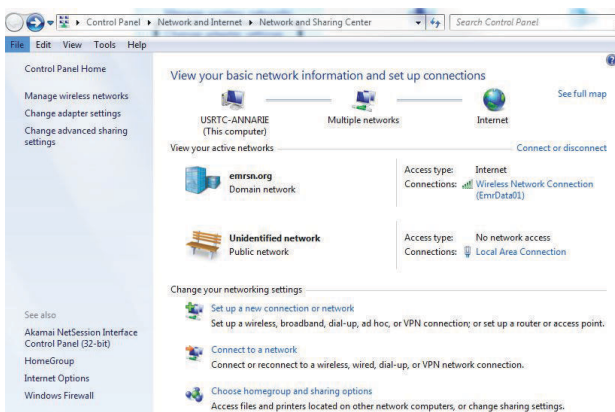 Control Panel ▸ Network and Internet ▸ Network and Sharing Center
Search Control Panel
File Edit View Tools Help
Control Panel Home
Manage wireless networks
Change adapter settings
Change advanced sharing
settings
View your basic network information and set up connections
See full map
USRTC-ANNARIE
(This computer)
Multiple networks
Internet
View your active networks
Connect or disconnect
emrsn.org
Domain network
Access type: Internet
Connections: Wireless Network Connection
(EmrData01)
Unidentified network
Public network
Access type: No network access
Connections: Local Area Connection
Change your networking settings
Set up a new connection or network
Set up a wireless, broadband, dial-up, ad hoc, or VPN connection; or set up a router or access point.
Connect to a network
Connect or reconnect to a wireless, wired, dial-up, or VPN network connection.
Choose homegroup and sharing options
Access files and printers located on other network computers, or change sharing settings.
See also
Akamai NetSession Interface
Control Panel (32-bit)
HomeGroup
Internet Options
Windows Firewall